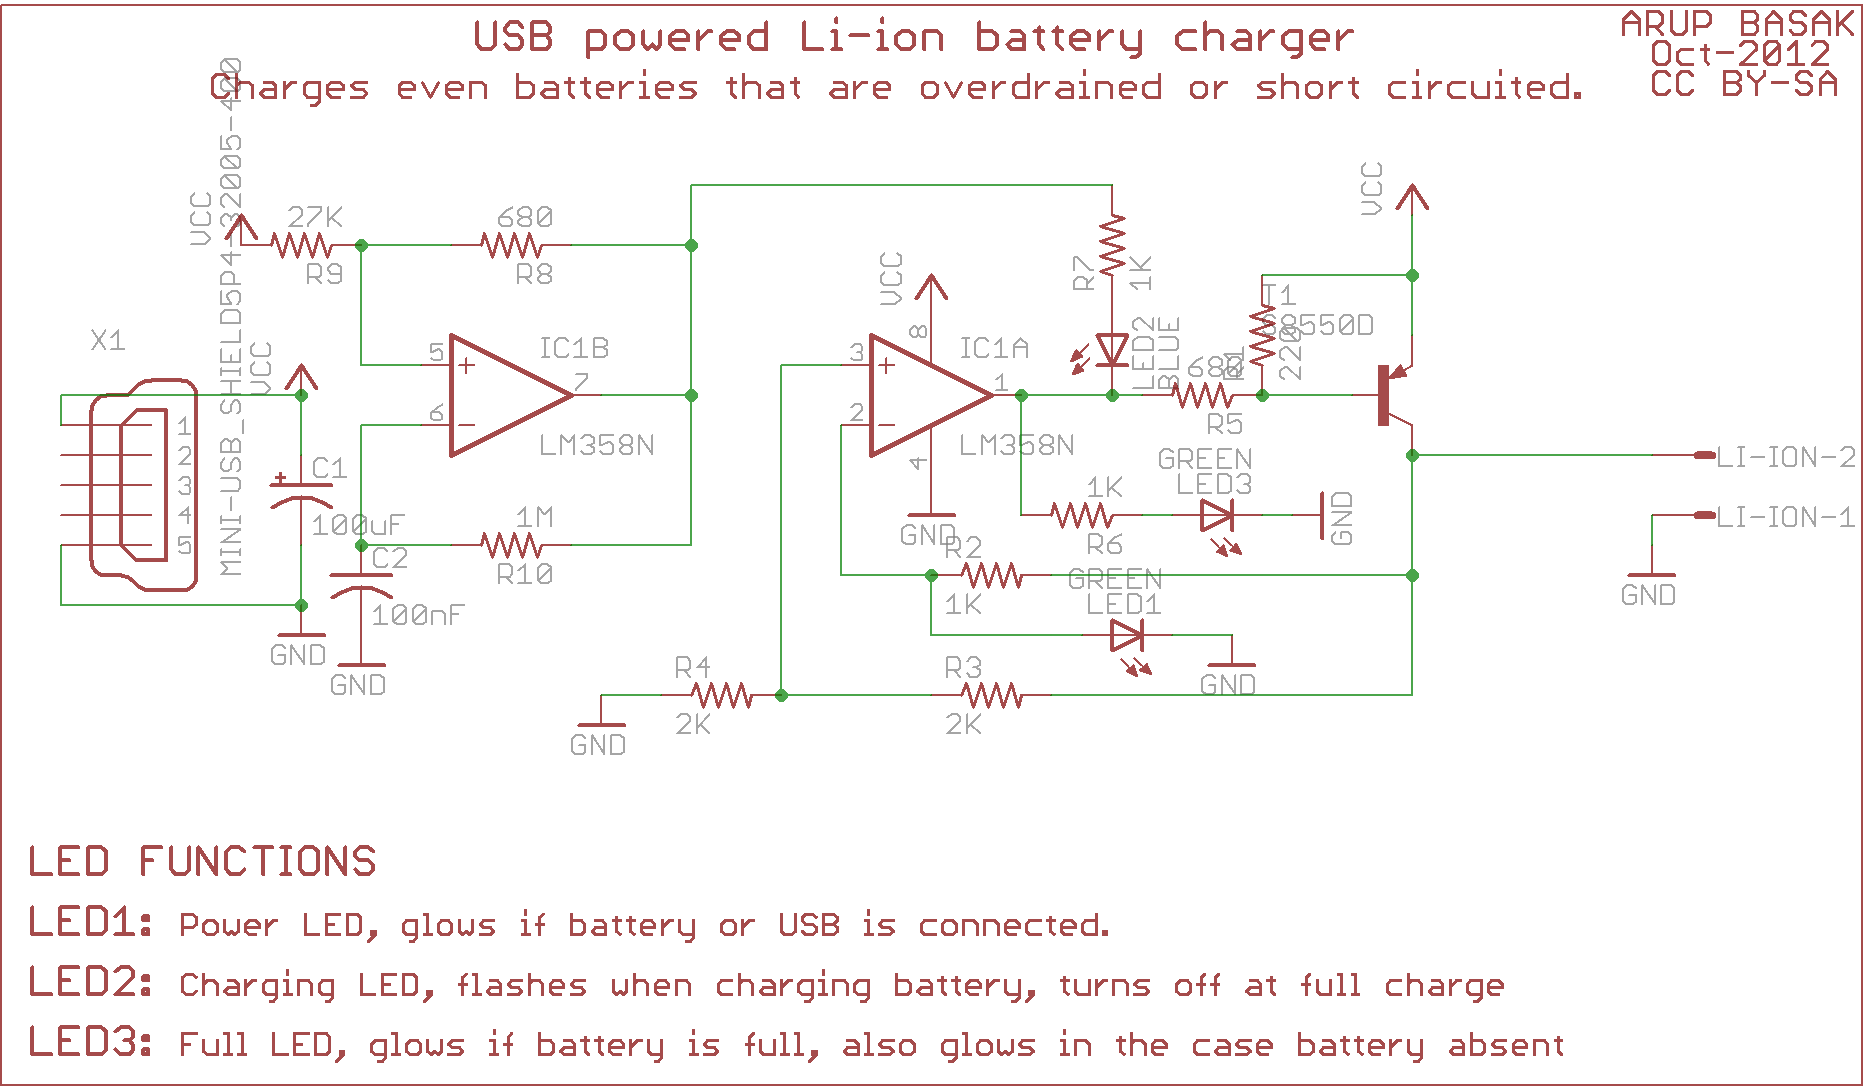 USB powered Li-ion battery charger
Charges even batteries that are overdrained or short circuited.
ARUP BASAK
Oct-2012
CC BY-SA
VCC
27K
R9
680
R8
MINI-USB_SHIELD5P4-32005-400
X1
VCC
1
2
3
4
5
C1
100uF
GND
C2
100nF
GND
5
6
7
IC1B
LM358N
1M
R10
VCC
8
3
2
1
4
IC1A
LM358N
GND
R7
1K
LED2
BLUE
680
R5
R1
220
T1
S8550D
VCC
1K
R6
GREEN
LED3
GND
R2
1K
GREEN
LED1
GND
R4
2K
GND
R3
2K
LI-ION-2
LI-ION-1
GND
LED FUNCTIONS
LED1: Power LED, glows if battery or USB is connected.
LED2: Charging LED, flashes when charging battery, turns off at full charge
LED3: Full LED, glows if battery is full, also glows in the case battery absent